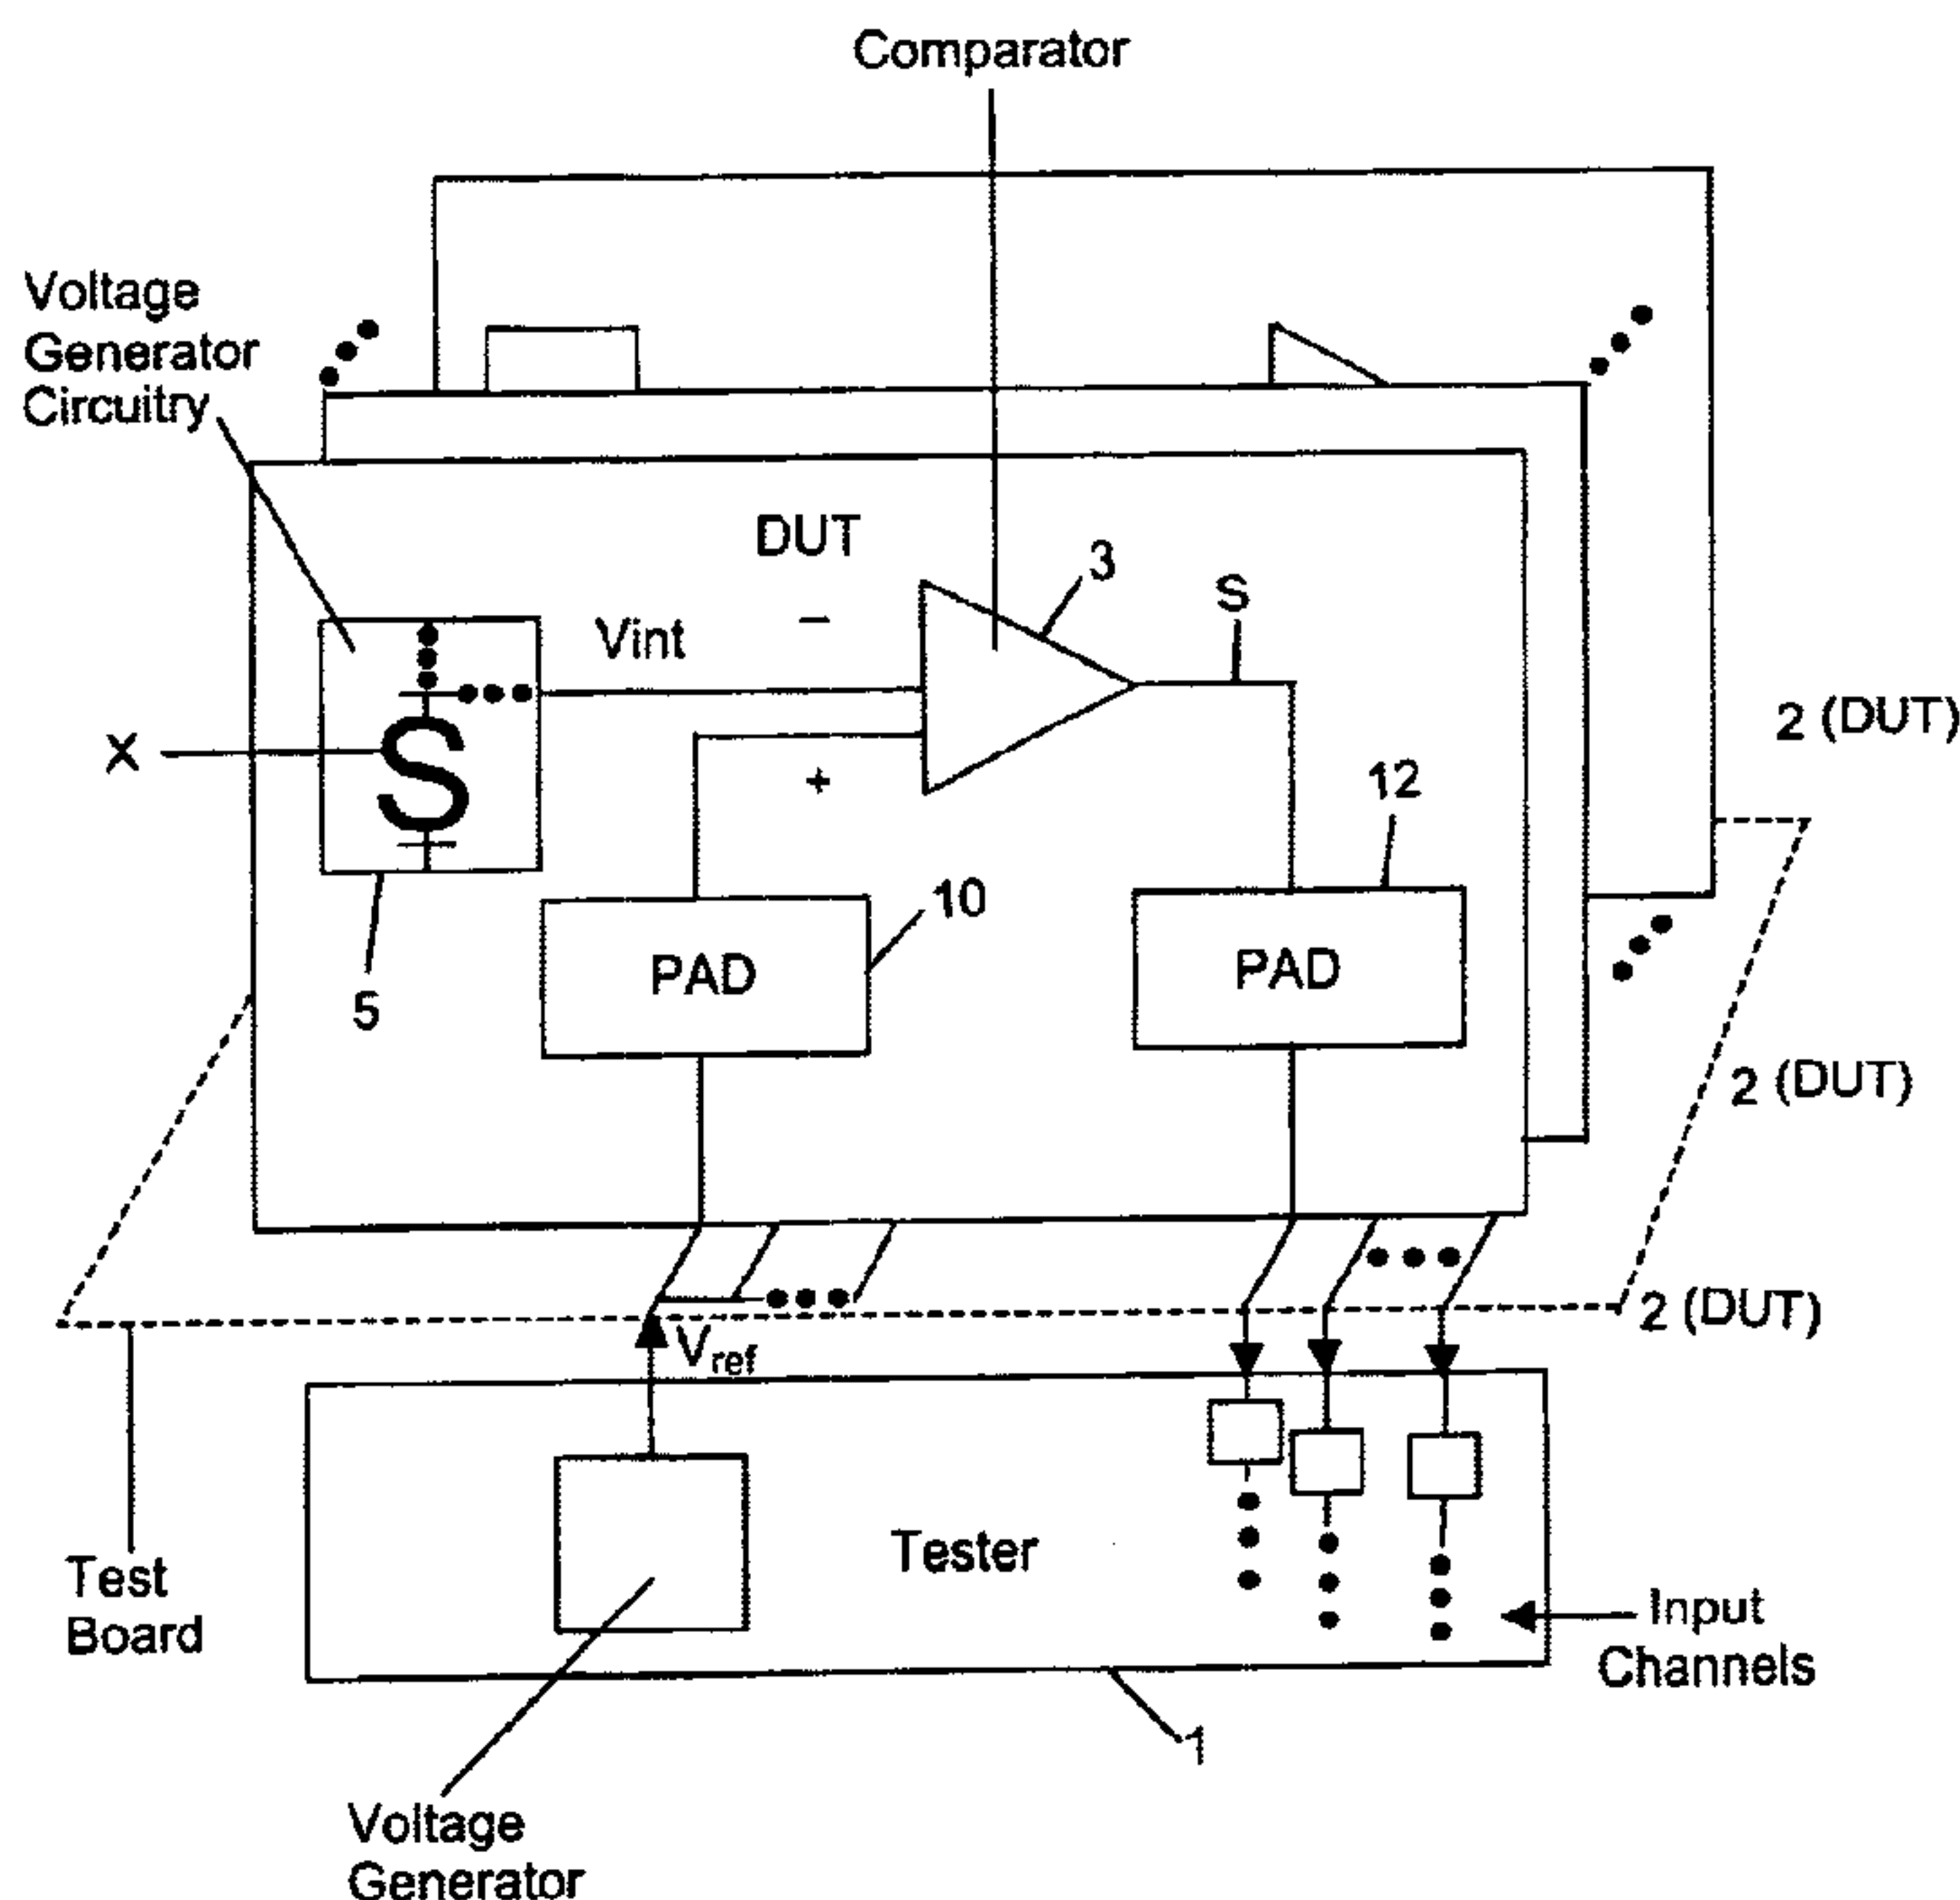 Comparator
Voltage
Generator
Circuitry
DUT
3
S
Vint
−
2 (DUT)
X
S
+
12
10
PAD
PAD
5
2 (DUT)
2 (DUT)
Vref
Tester
Test
Board
Input
Channels
1
Voltage
Generator